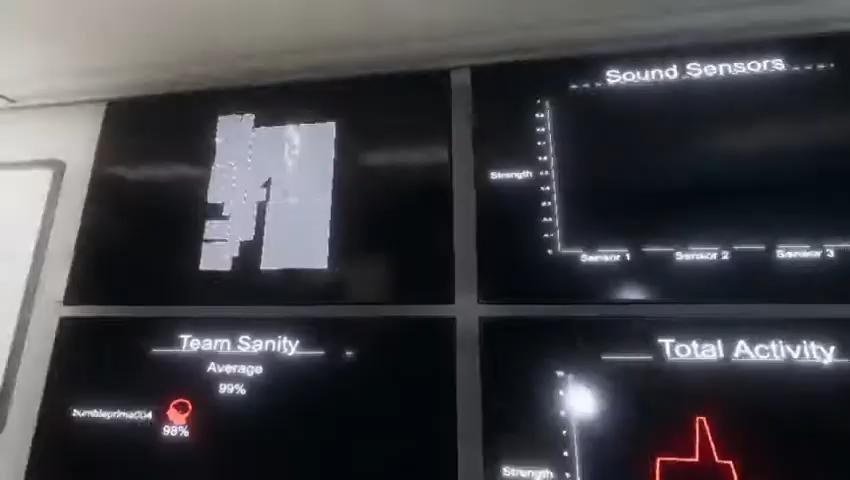 Sound Sensors
Strength
Sensor 1
Sensor 2
Sensor 3
Team Sanity
Average
99%
98%
Total Activity
Strength